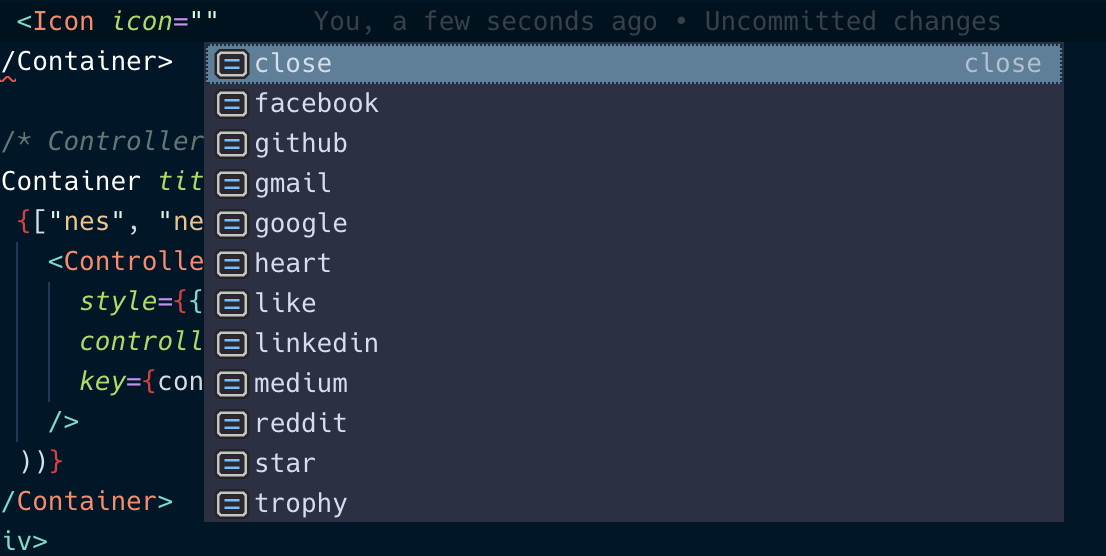 <Icon icon="" You, a few seconds ago • Uncommitted changes
/Container>
close close
facebook
/* Controller
github
Container tit
gmail
{["nes", "ne
google
<Controlle
heart
style={{
like
controll
linkedin
key={con
medium
/>
reddit
))}
star
/Container>
trophy
iv>